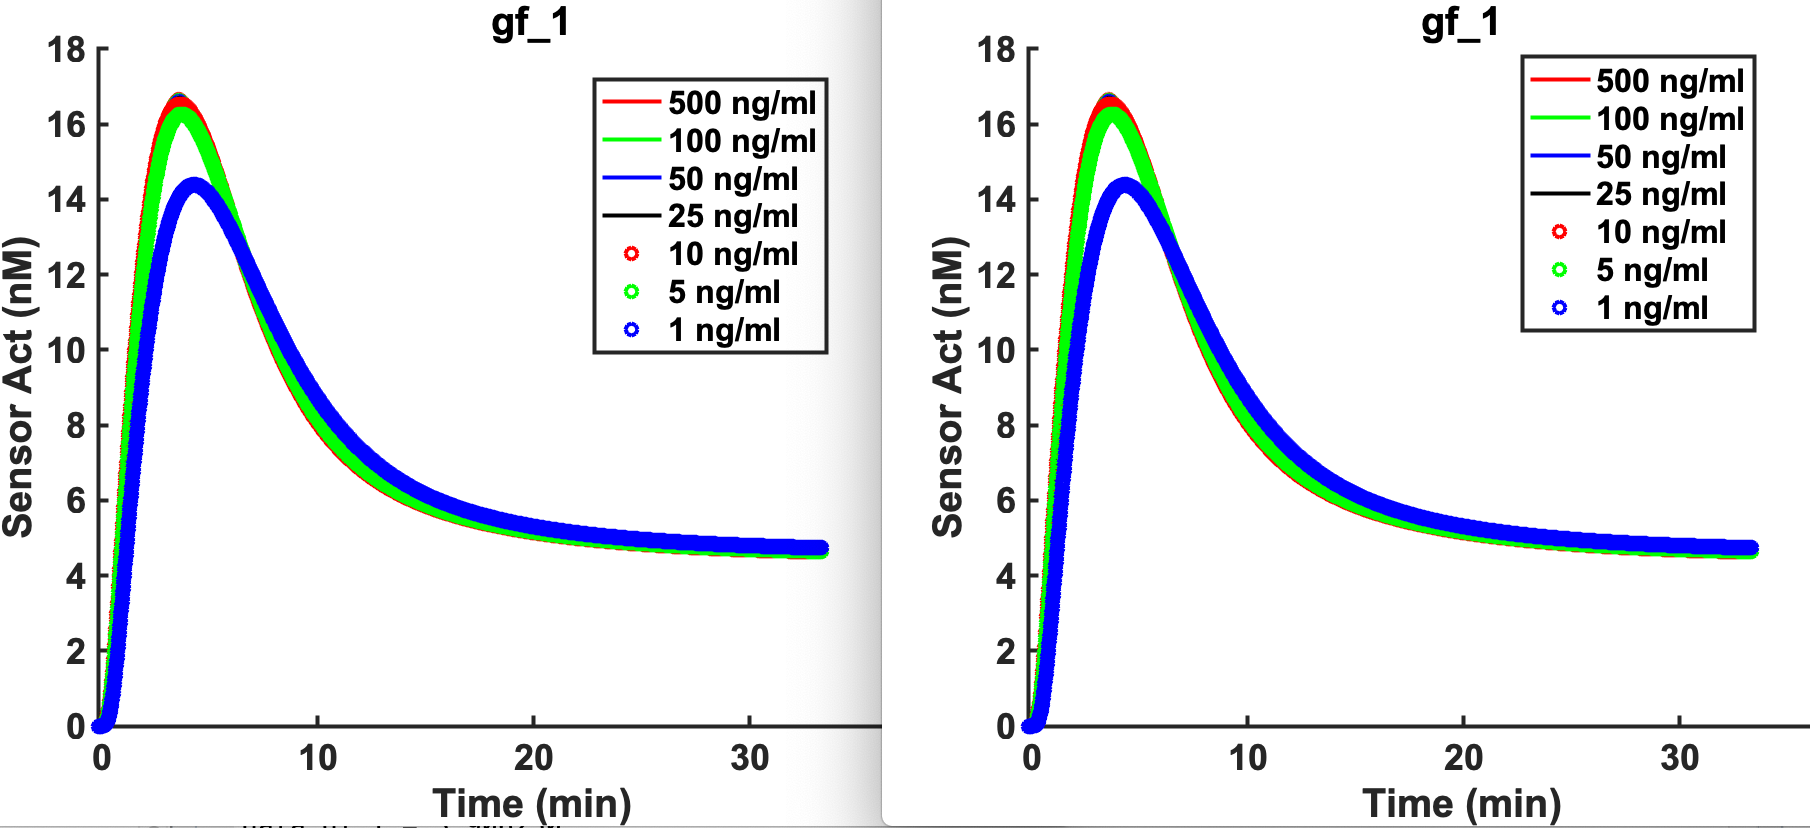 gf_1
18
16
14
12
10
8
6
4
2
0
Sensor Act (nM)
500 ng/ml
100 ng/ml
50 ng/ml
25 ng/ml
10 ng/ml
5 ng/ml
1 ng/ml
0 10 20 30
Time (min)
gf_1
18
16
14
12
10
8
6
4
2
0
Sensor Act (nM)
500 ng/ml
100 ng/ml
50 ng/ml
25 ng/ml
10 ng/ml
5 ng/ml
1 ng/ml
0 10 20 30
Time (min)